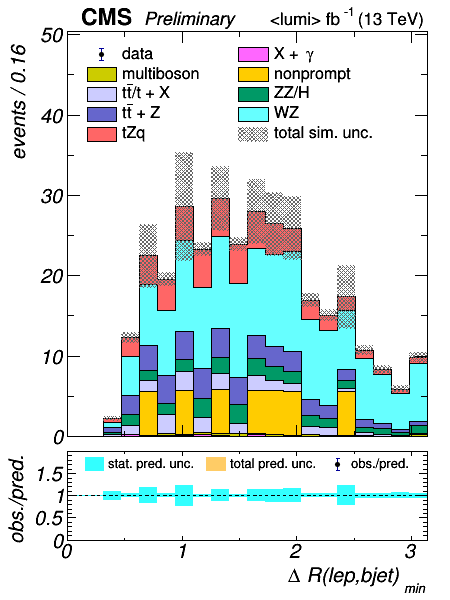 CMS Preliminary <lumi> fb⁻¹ (13 TeV)
events / 0.16
50
40
30
20
10
0
data
multiboson
tt̄/t + X
tt̄ + Z
tZq
X + γ
nonprompt
ZZ/H
WZ
total sim. unc.
obs./pred.
1.5
1
0.5
0
stat. pred. unc. total pred. unc. obs./pred.
0 1 2 3
Δ R(lep,bjet) min